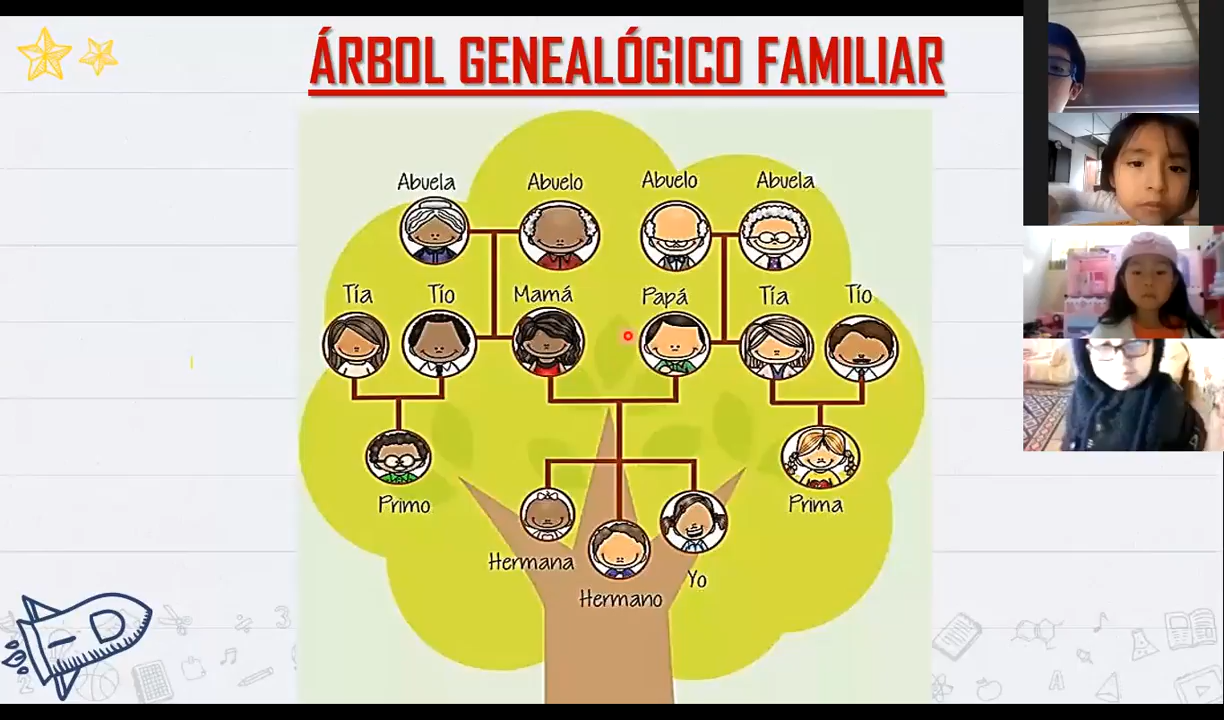 ÁRBOL GENEALÓGICO FAMILIAR
Abuela Abuelo Abuelo Abuela
Tía Tío Mamá Papá Tía Tío
Primo Prima
Hermana
Hermano
Yo